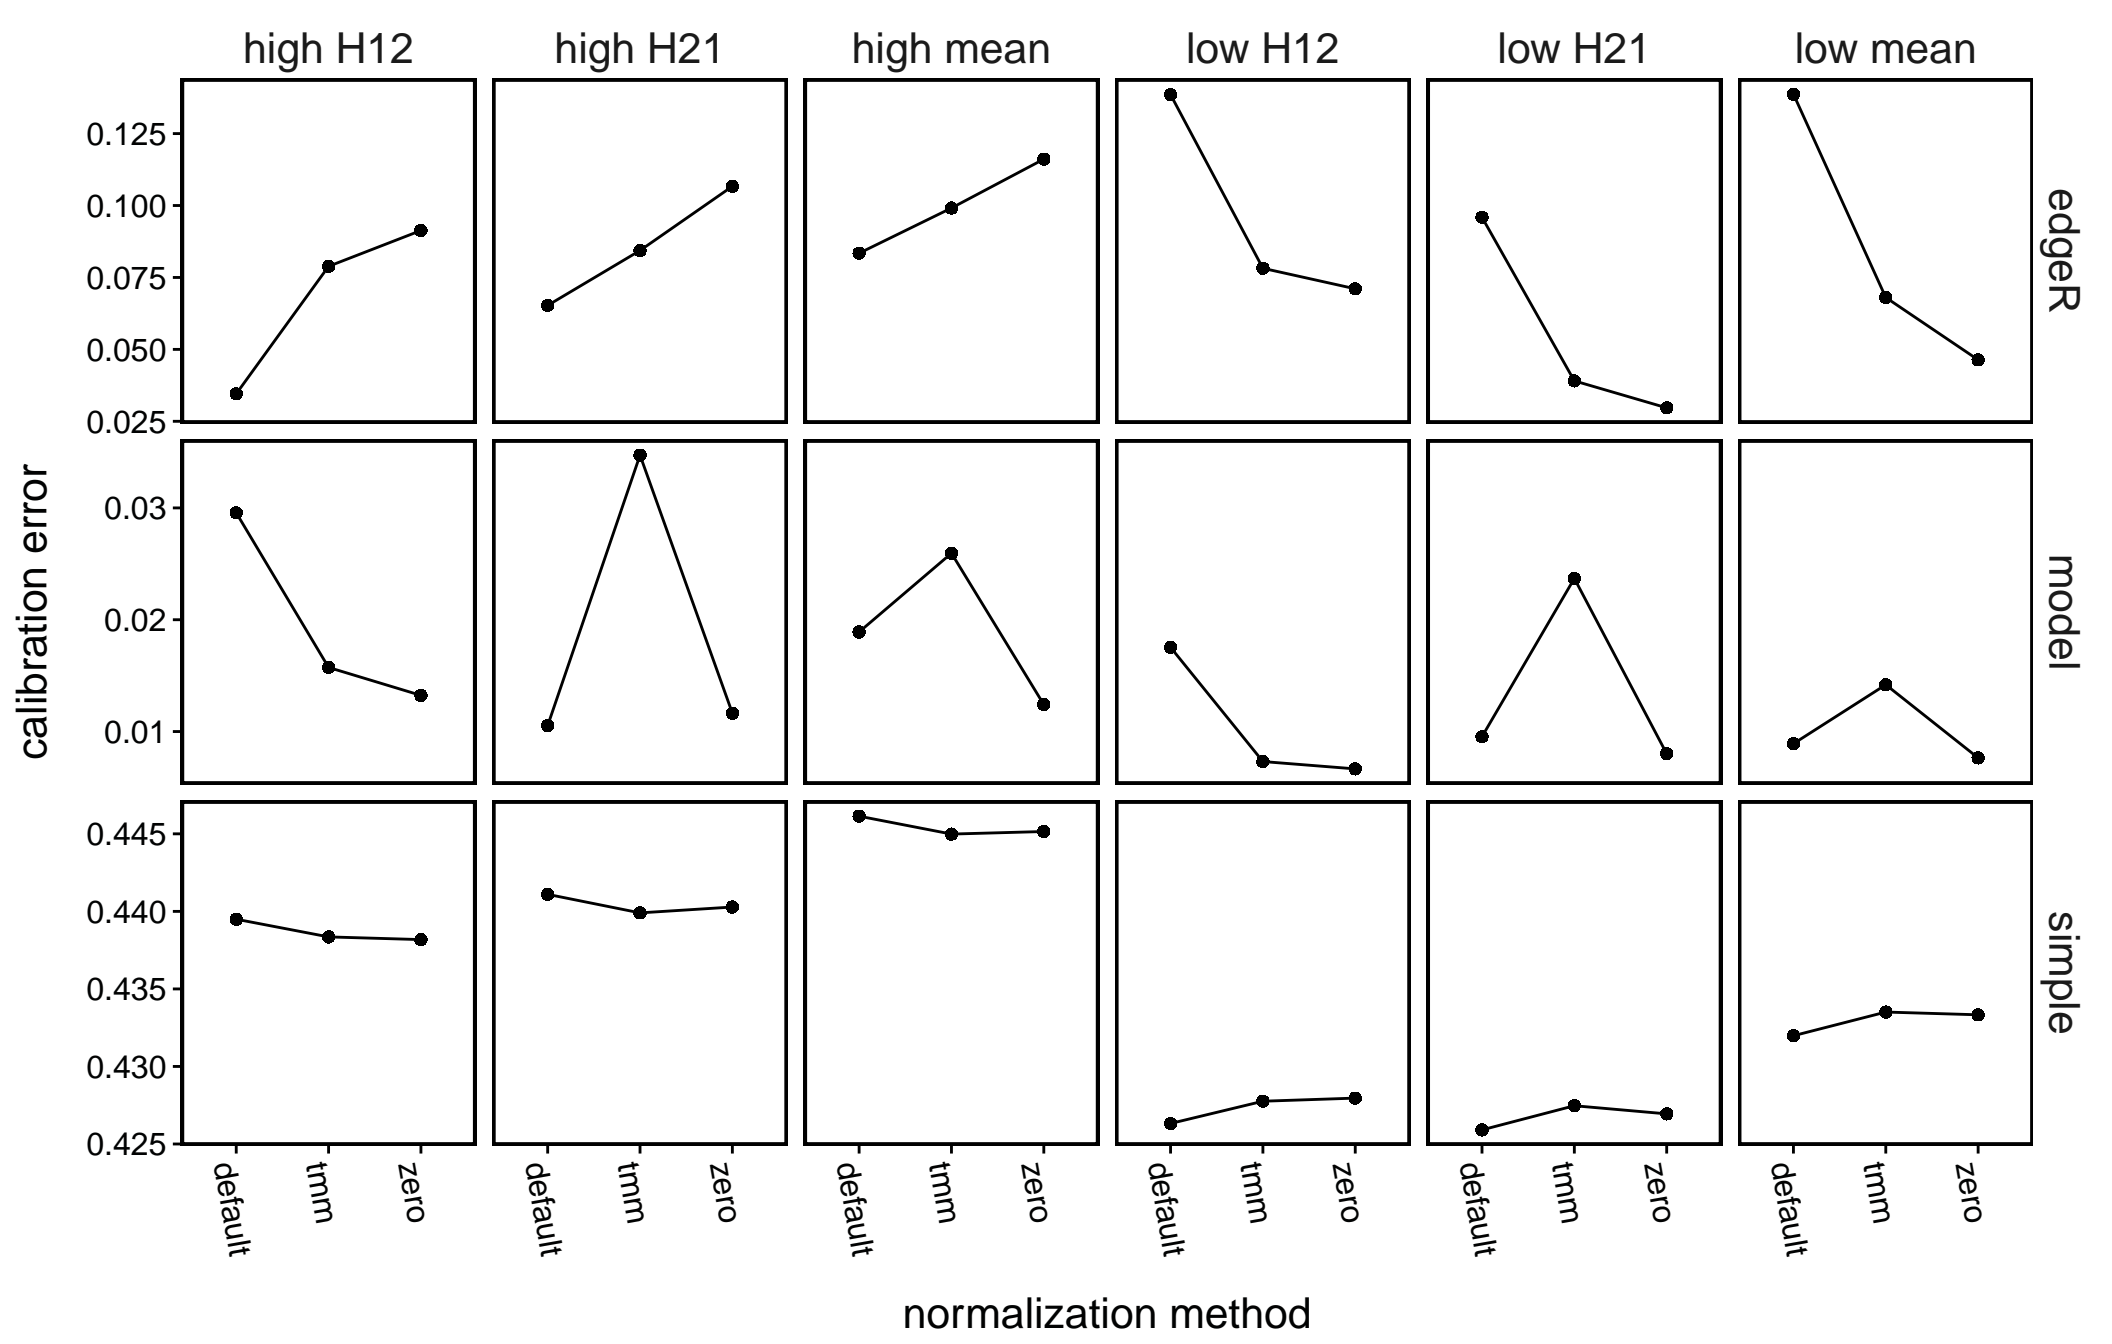 high H12 high H21 high mean low H12 low H21 low mean
0.125
0.100
0.075
0.050
0.025
edgeR
0.03
0.02
0.01
model
0.445
0.440
0.435
0.430
0.425
simple
calibration error
default tmm zero default tmm zero default tmm zero default tmm zero default tmm zero default tmm zero
normalization method